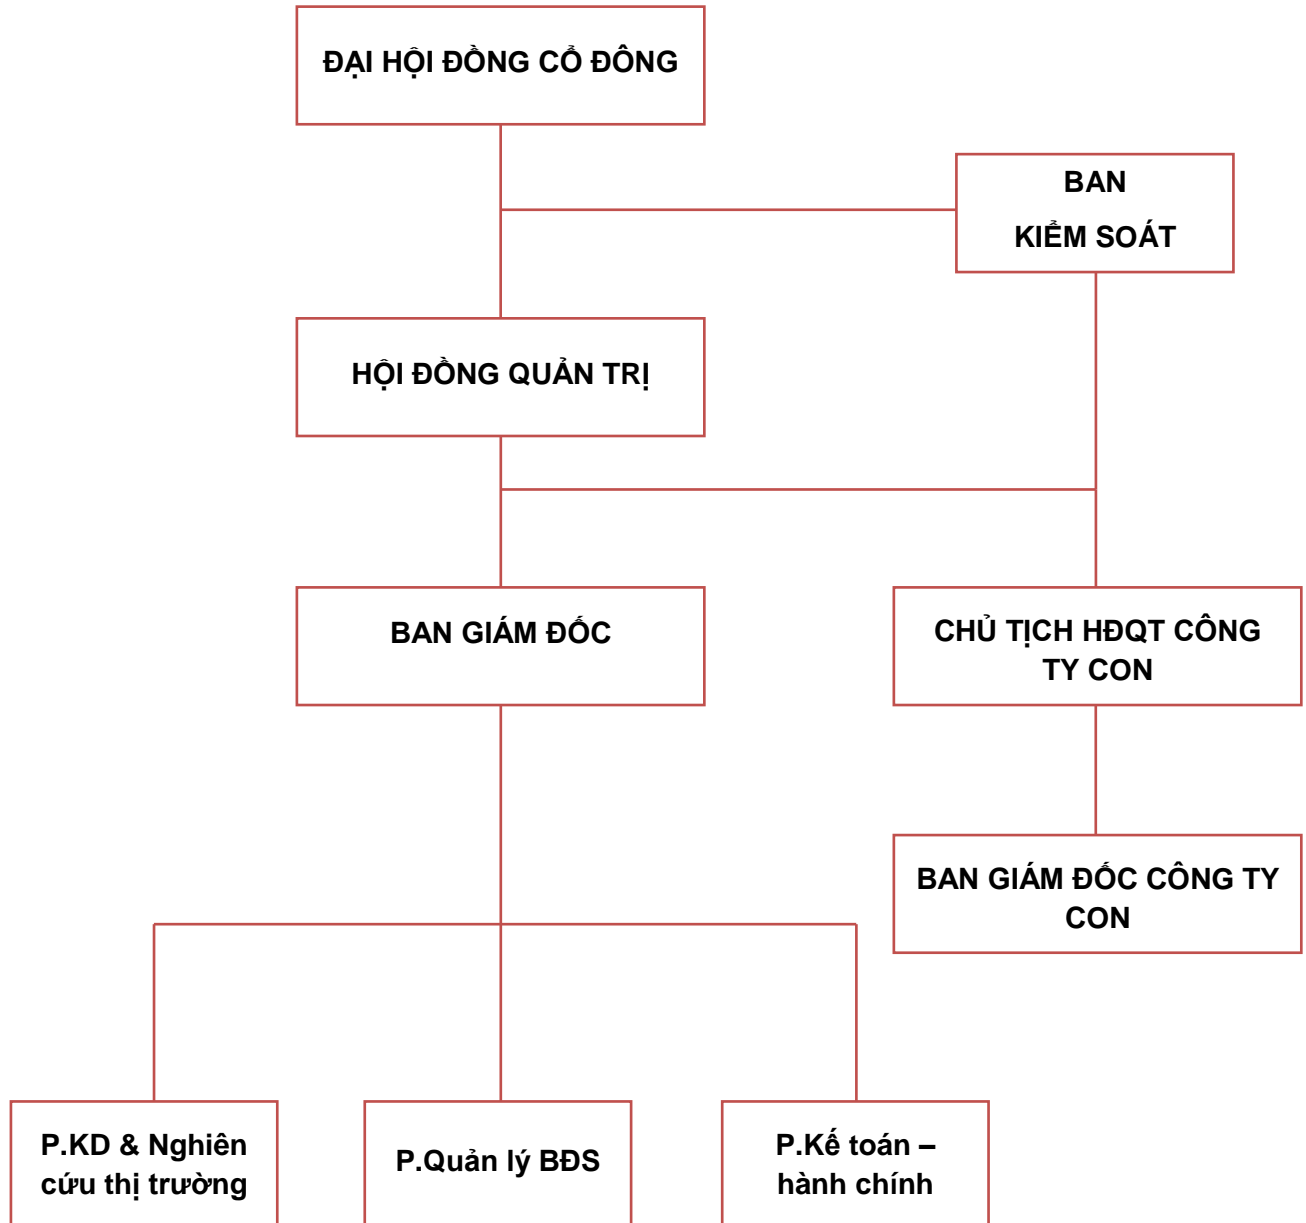 ĐẠI HỘI ĐỒNG CỔ ĐÔNG
BAN
KIỂM SOÁT
HỘI ĐỒNG QUẢN TRỊ
BAN GIÁM ĐỐC
CHỦ TỊCH HĐQT CÔNG
TY CON
BAN GIÁM ĐỐC CÔNG TY
CON
P.KD & Nghiên
cứu thị trường
P.Quản lý BĐS
P.Kế toán –
hành chính